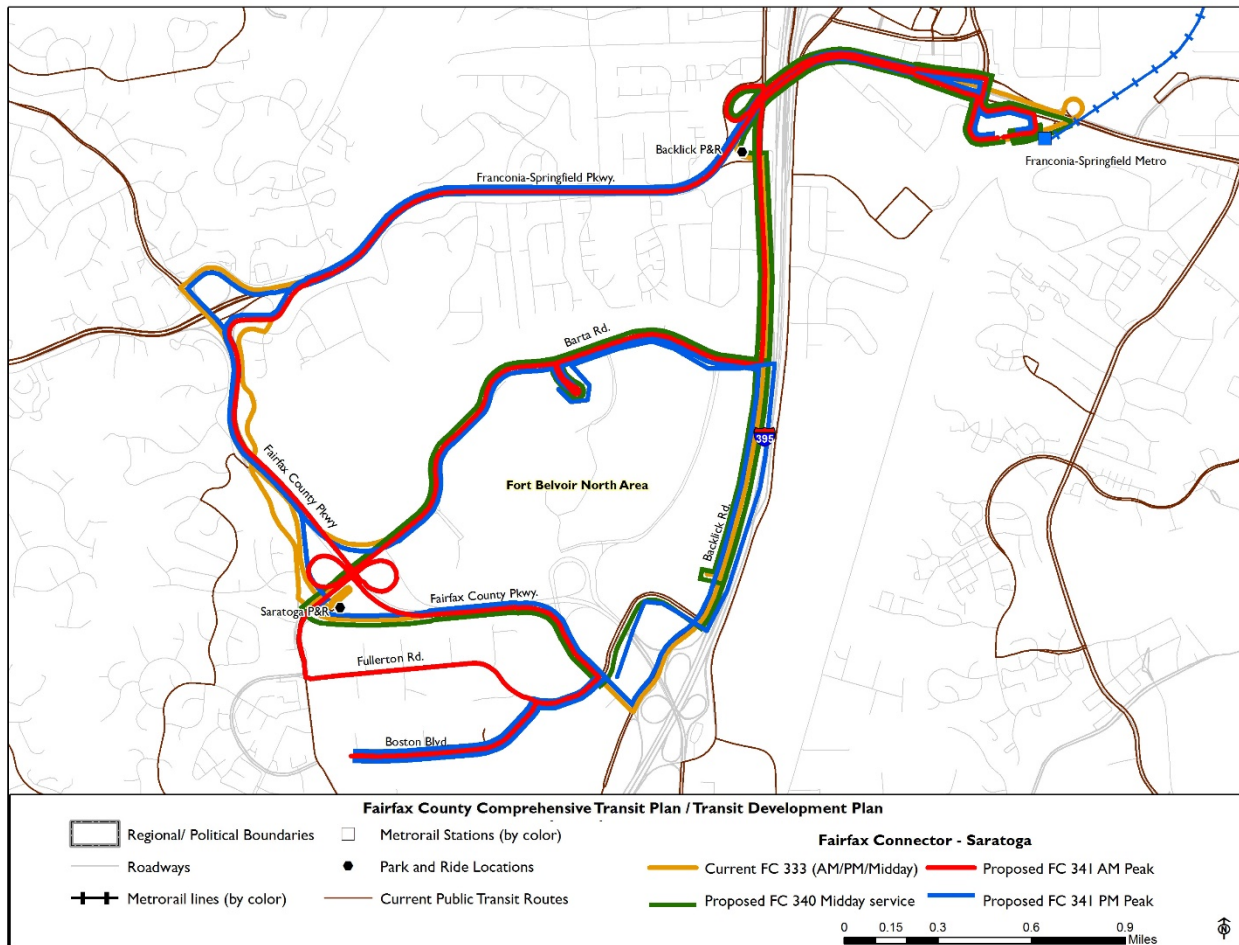 Backlick P&R
Franconia-Springfield Metro
Franconia-Springfield Pkwy.
Barta Rd.
395
Fairfax County Pkwy
Fort Belvoir North Area
Backlick Rd.
Fairfax County Pkwy.
Saratoga P&R
Fullerton Rd.
Boston Blvd
Fairfax County Comprehensive Transit Plan / Transit Development Plan
Regional/ Political Boundaries
Metrorail Stations (by color)
Fairfax Connector - Saratoga
Roadways
Park and Ride Locations
Current FC 333 (AM/PM/Midday)
Proposed FC 341 AM Peak
Metrorail lines (by color)
Current Public Transit Routes
Proposed FC 340 Midday service
Proposed FC 341 PM Peak
0 0.15 0.3 0.6 0.9
Miles
N